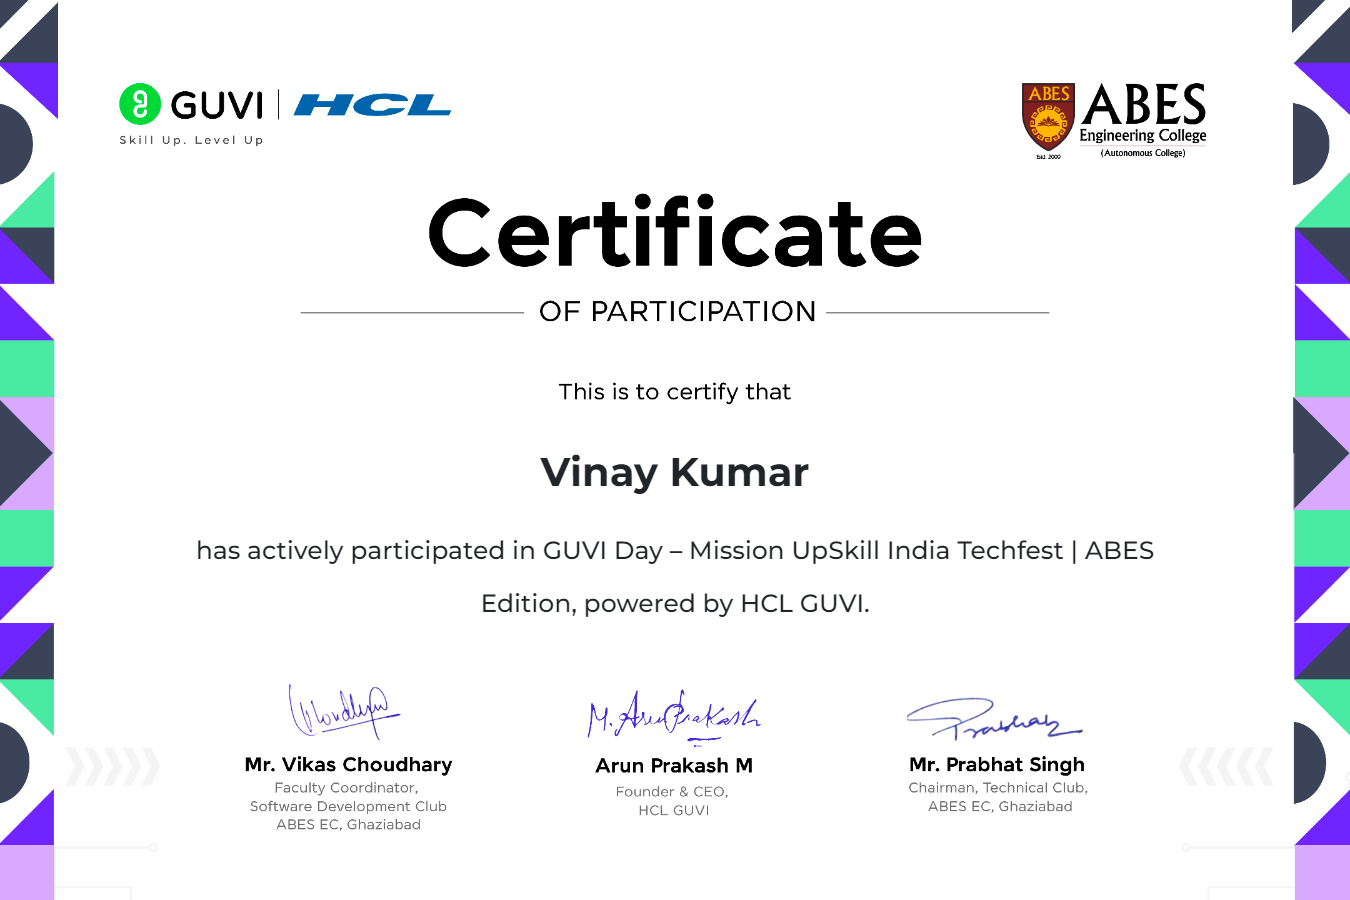 GUVI | HCL
Skill Up. Level Up
ABES
Estd. 2000
ABES
Engineering College
(Autonomous College)
Certificate
OF PARTICIPATION
This is to certify that
Vinay Kumar
has actively participated in GUVI Day – Mission UpSkill India Techfest | ABES
Edition, powered by HCL GUVI.
M. Arun Prakash
Prabhat
Mr. Vikas Choudhary
Faculty Coordinator,
Software Development Club
ABES EC, Ghaziabad
Arun Prakash M
Founder & CEO,
HCL GUVI
Mr. Prabhat Singh
Chairman, Technical Club,
ABES EC, Ghaziabad